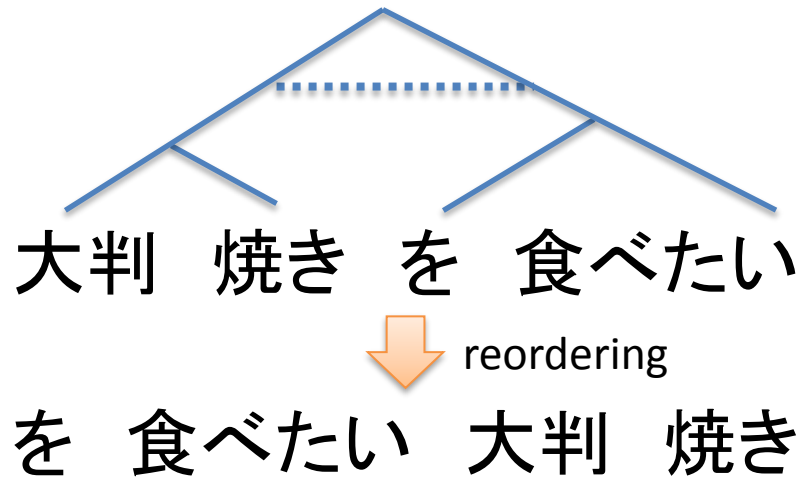 大判 焼き を 食べたい
reordering
を 食べたい 大判 焼き